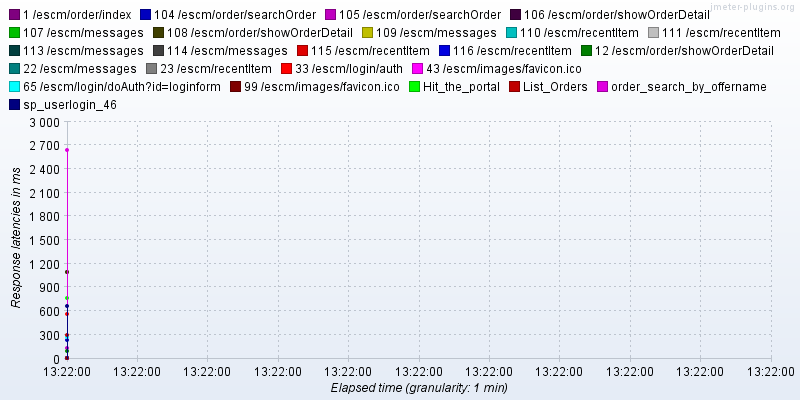 jmeter-plugins.org
1 /escm/order/index 104 /escm/order/searchOrder 105 /escm/order/searchOrder 106 /escm/order/showOrderDetail
107 /escm/messages 108 /escm/order/showOrderDetail 109 /escm/messages 110 /escm/recentItem 111 /escm/recentItem
113 /escm/messages 114 /escm/messages 115 /escm/recentItem 116 /escm/recentItem 12 /escm/order/showOrderDetail
22 /escm/messages 23 /escm/recentItem 33 /escm/login/auth 43 /escm/images/favicon.ico
65 /escm/login/doAuth?id=loginform 99 /escm/images/favicon.ico Hit_the_portal List_Orders order_search_by_offername
sp_userlogin_46
3 000
2 700
2 400
2 100
1 800
1 500
1 200
900
600
300
0
Response latencies in ms
13:22:00 13:22:00 13:22:00 13:22:00 13:22:00 13:22:00 13:22:00 13:22:00 13:22:00 13:22:00 13:22:00
Elapsed time (granularity: 1 min)